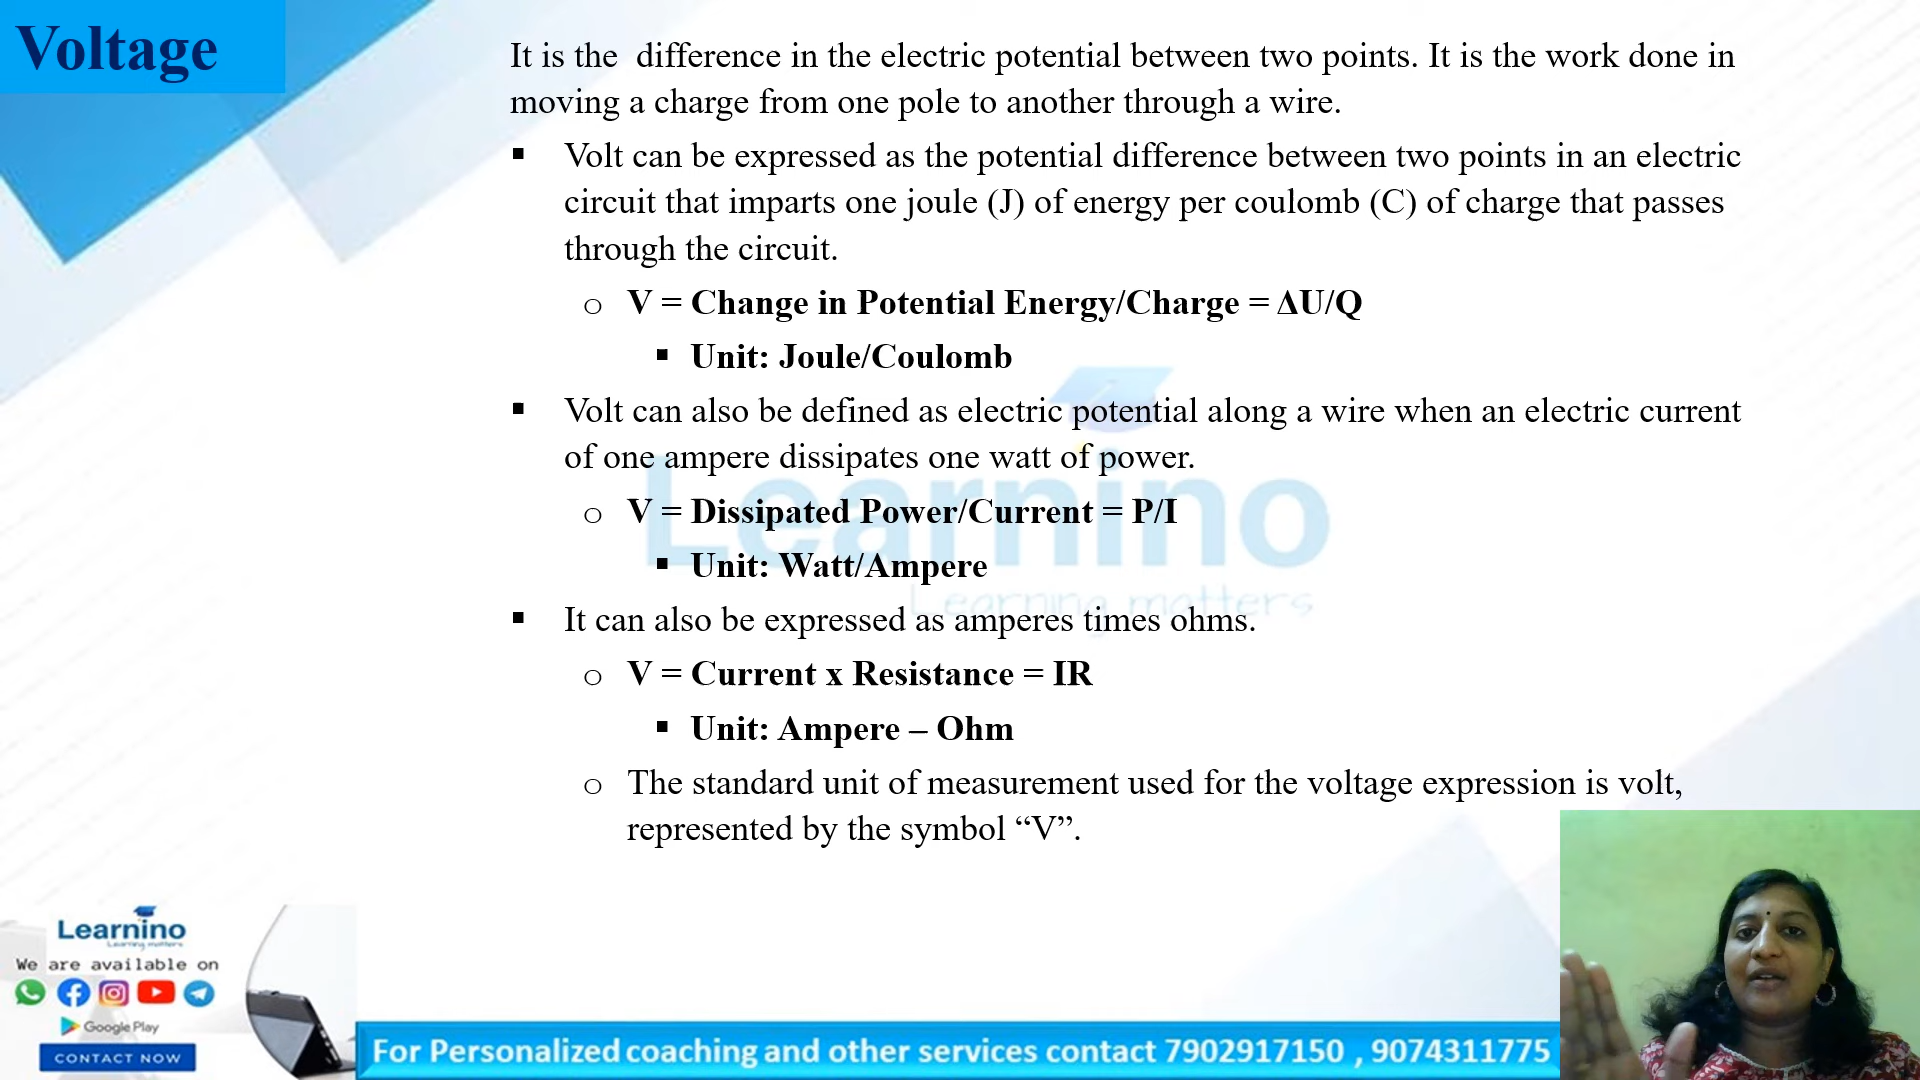 Voltage
It is the  difference in the electric potential between two points. It is the work done in
moving a charge from one pole to another through a wire.
▪ Volt can be expressed as the potential difference between two points in an electric
circuit that imparts one joule (J) of energy per coulomb (C) of charge that passes
through the circuit.
o V = Change in Potential Energy/Charge = ΔU/Q
▪ Unit: Joule/Coulomb
▪ Volt can also be defined as electric potential along a wire when an electric current
of one ampere dissipates one watt of power.
o V = Dissipated Power/Current = P/I
▪ Unit: Watt/Ampere
▪ It can also be expressed as amperes times ohms.
o V = Current x Resistance = IR
▪ Unit: Ampere – Ohm
o The standard unit of measurement used for the voltage expression is volt,
represented by the symbol “V”.
Learnino
Learning matters
Learnino
Learning matters
We are available on
Google Play
CONTACT NOW
For Personalized coaching and other services contact 7902917150 , 9074311775